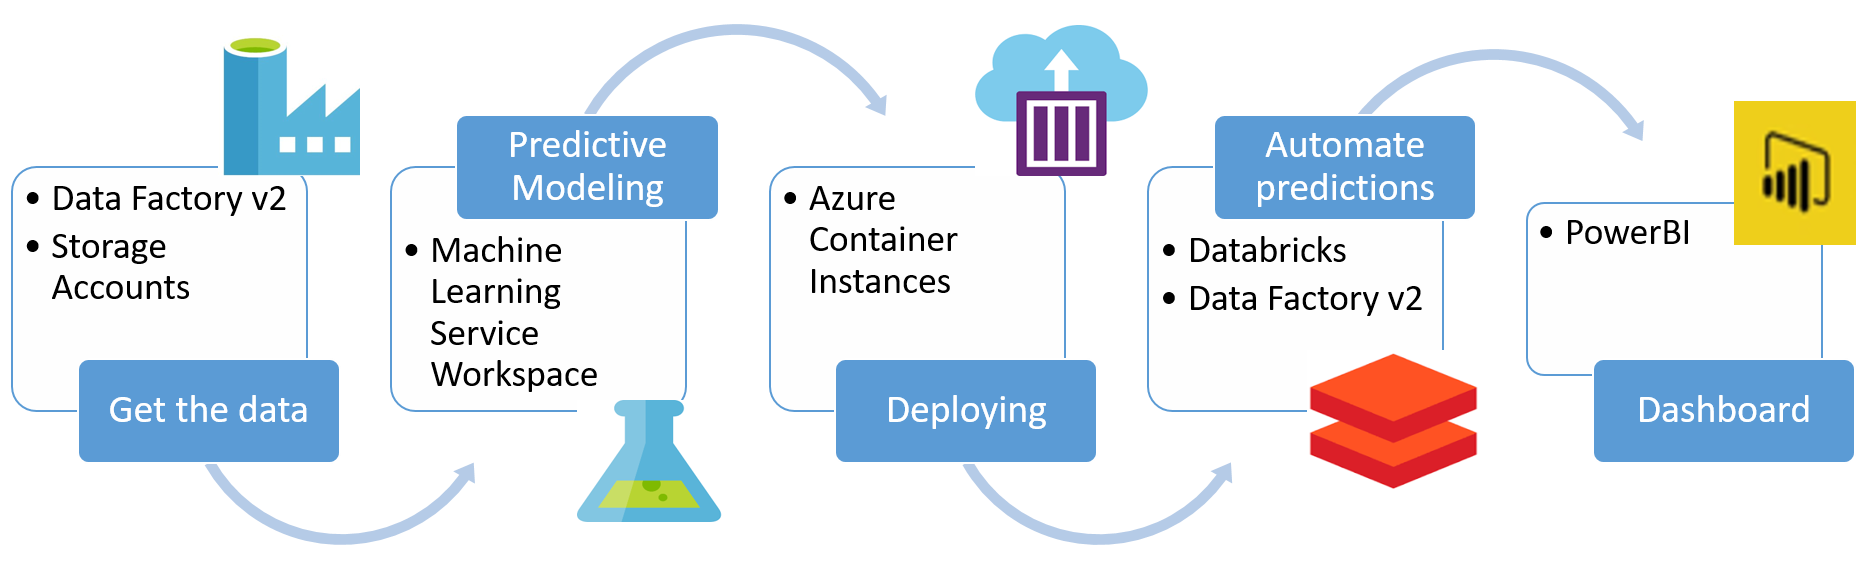 • Data Factory v2
• Storage
Accounts
Get the data
Predictive
Modeling
• Machine
Learning
Service
Workspace
• Azure
Container
Instances
Deploying
Automate
predictions
• Databricks
• Data Factory v2
• PowerBI
Dashboard